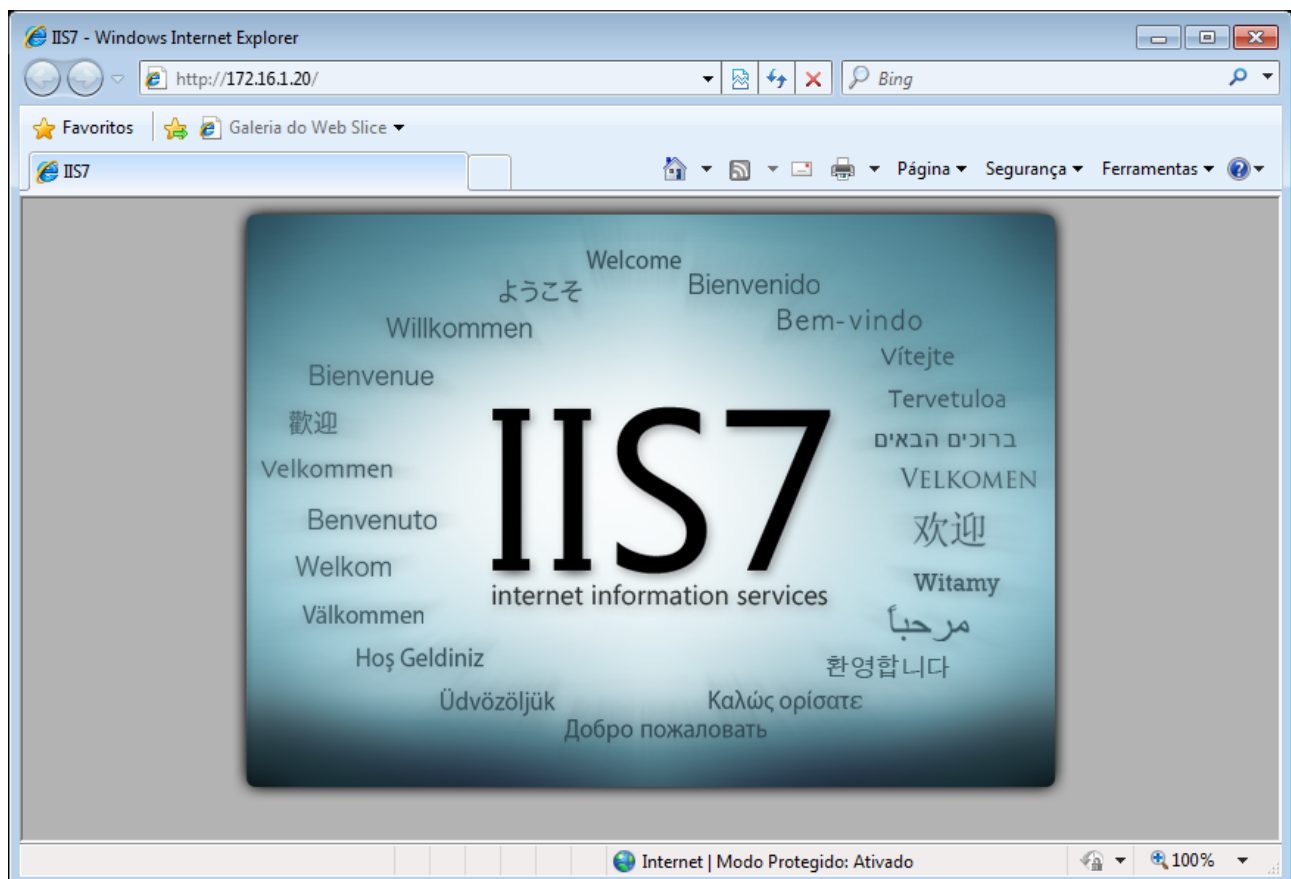 IIS7 - Windows Internet Explorer
http://172.16.1.20/
Bing
Favoritos
Galeria do Web Slice
IIS7
Página
Segurança
Ferramentas
Welcome
ようこそ
Bienvenido
Willkommen
Bem-vindo
Vítejte
Bienvenue
Tervetuloa
歡迎
ברוכים הבאים
Velkommen
VELKOMEN
Benvenuto
欢迎
Welkom
Witamy
Välkommen
مرحباً
Hoş Geldiniz
환영합니다
Üdvözöljük
Καλώς ορίσατε
Добро пожаловать
IIS7
internet information services
Internet | Modo Protegido: Ativado
100%